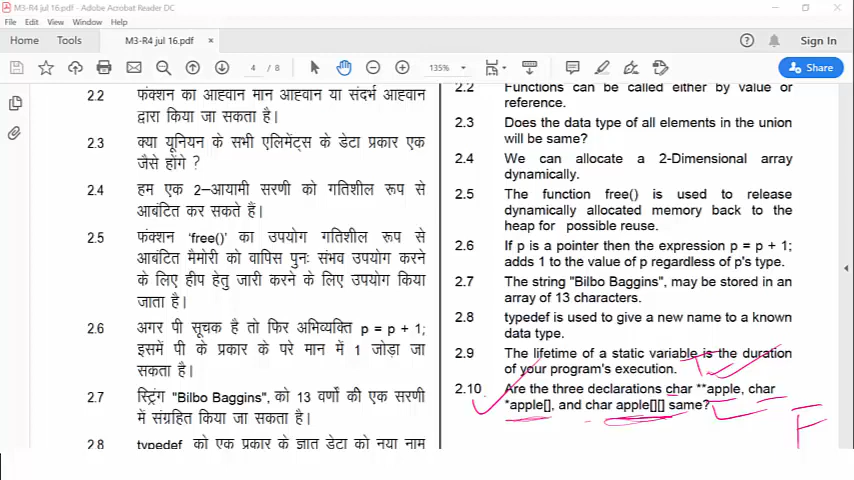 M3-R4 jul 16.pdf - Adobe Acrobat Reader DC
File Edit View Window Help
Home Tools M3-R4 jul 16.pdf × Sign In
4 / 8 135% Share
2.2 फंक्शन का आह्वान मान आह्वान या संदर्भ आह्वान
द्वारा किया जा सकता है।
2.3 क्या यूनियन के सभी एलिमेंट्स के डेटा प्रकार एक
जैसे होंगे ?
2.4 हम एक 2–आयामी सरणी को गतिशील रूप से
आबंटित कर सकते हैं।
2.5 फंक्शन 'free()' का उपयोग गतिशील रूप से
आबंटित मैमोरी को वापिस पुनः संभव उपयोग करने
के लिए हीप हेतु जारी करने के लिए उपयोग किया
जाता है।
2.6 अगर पी सूचक है तो फिर अभिव्यक्ति p = p + 1;
इसमें पी के प्रकार के परे मान में 1 जोड़ा जा
सकता है।
2.7 स्ट्रिंग "Bilbo Baggins", को 13 वर्णों की एक सरणी
में संग्रहित किया जा सकता है।
2.8 typedef को एक प्रकार के ज्ञात डेटा को नया नाम
2.2 Functions can be called either by value or
reference.
2.3 Does the data type of all elements in the union
will be same?
2.4 We can allocate a 2-Dimensional array
dynamically.
2.5 The function free() is used to release
dynamically allocated memory back to the
heap for possible reuse.
2.6 If p is a pointer then the expression p = p + 1;
adds 1 to the value of p regardless of p's type.
2.7 The string "Bilbo Baggins", may be stored in an
array of 13 characters.
2.8 typedef is used to give a new name to a known
data type.
2.9 The lifetime of a static variable is the duration
of your program's execution.
2.10 Are the three declarations char **apple, char
*apple[], and char apple[][] same?
T
F